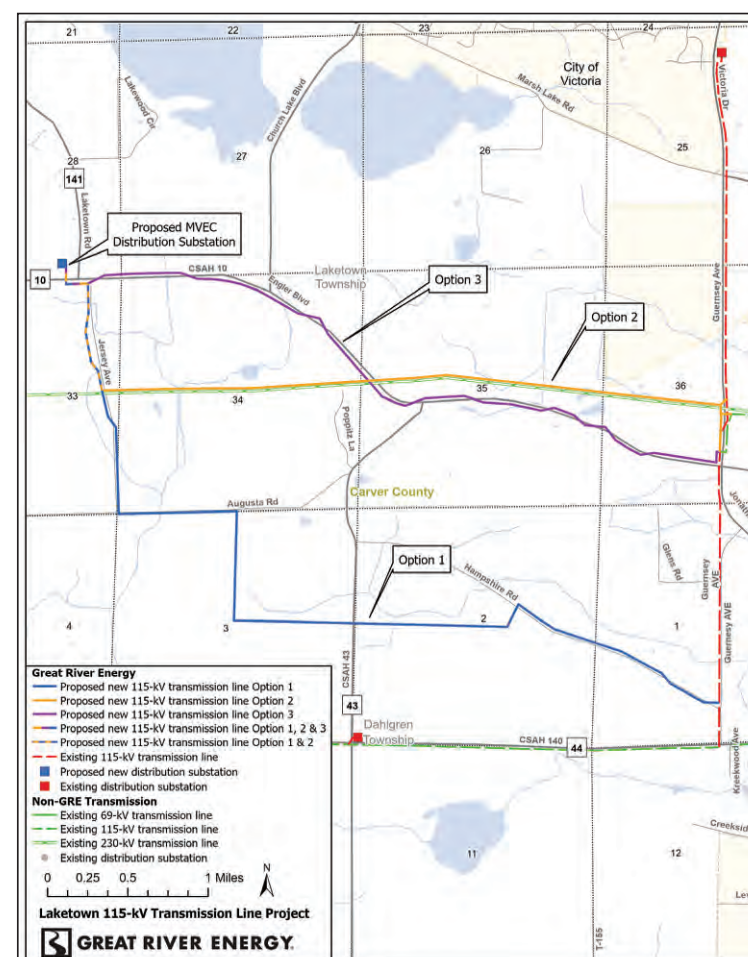 21
22
23
24
City of
Victoria
Victoria Dr
Marsh Lake Rd
Lakewood Cir
Church Lake Blvd
28
27
26
25
141
Laketown Rd
Proposed MVEC
Distribution Substation
10
CSAH 10
Laketown
Township
Engler Blvd
Option 3
Option 2
Guernsey Ave
Jersey Ave
33
34
35
36
Poppitz La
Carver County
Augusta Rd
Option 1
Hampshire Rd
Glens Rd
Guernsey
AVE
Guernesy AVE
4
3
2
1
CSAH 43
43
Dahlgren
Township
CSAH 140
44
Kreekwood Ave
11
12
T-155
Great River Energy
Proposed new 115-kV transmission line Option 1
Proposed new 115-kV transmission line Option 2
Proposed new 115-kV transmission line Option 3
Proposed new 115-kV transmission line Option 1, 2 & 3
Proposed new 115-kV transmission line Option 1 & 2
Existing 115-kV transmission line
Proposed new distribution substation
Existing distribution substation
Non-GRE Transmission
Existing 69-kV transmission line
Existing 115-kV transmission line
Existing 230-kV transmission line
Existing distribution substation
0 0.25 0.5 1 Miles
N
Laketown 115-kV Transmission Line Project
GREAT RIVER ENERGY